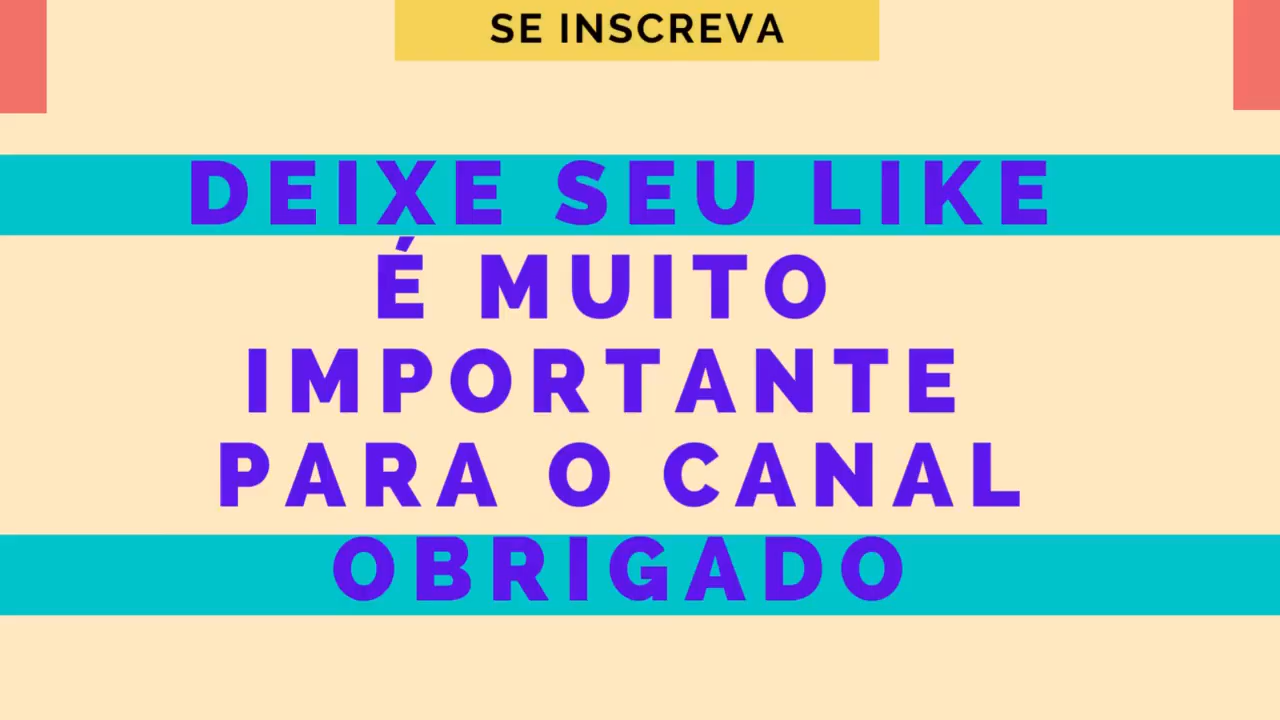 SE INSCREVA
DEIXE SEU LIKE
É MUITO
IMPORTANTE
PARA O CANAL
OBRIGADO